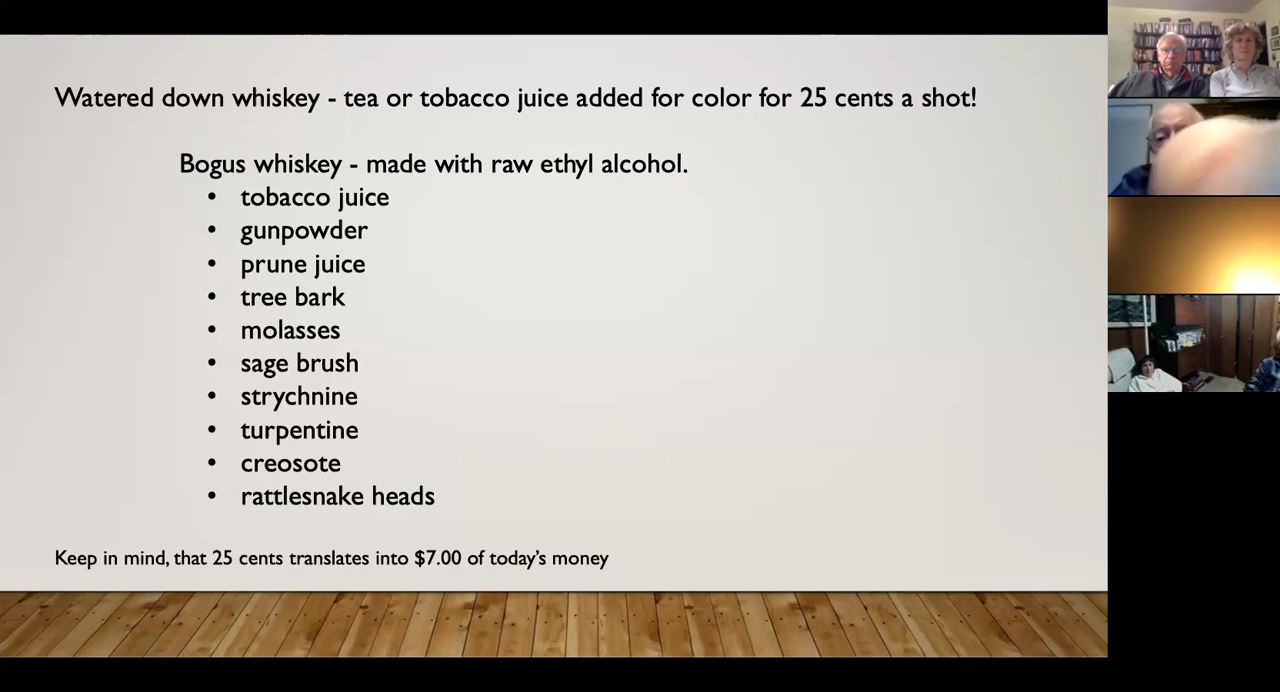 Watered down whiskey - tea or tobacco juice added for color for 25 cents a shot!
Bogus whiskey - made with raw ethyl alcohol.
• tobacco juice
• gunpowder
• prune juice
• tree bark
• molasses
• sage brush
• strychnine
• turpentine
• creosote
• rattlesnake heads
Keep in mind, that 25 cents translates into $7.00 of today’s money